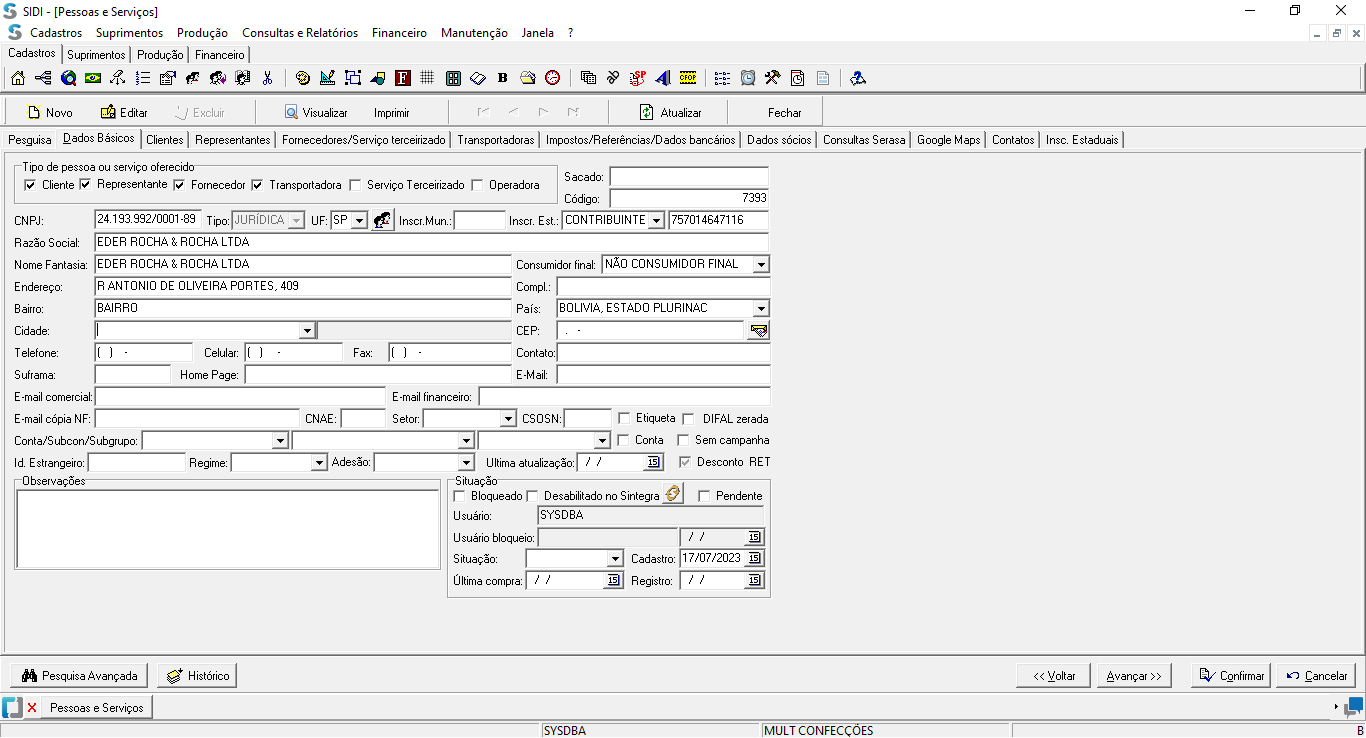 SIDI - [Pessoas e Serviços]
Cadastros Suprimentos Produção Consultas e Relatórios Financeiro Manutenção Janela ?
Cadastros Suprimentos Produção Financeiro
Novo Editar Excluir Visualizar Imprimir Atualizar Fechar
Pesquisa Dados Básicos Clientes Representantes Fornecedores/Serviço terceirizado Transportadoras Impostos/Referências/Dados bancários Dados sócios Consultas Serasa Google Maps Contatos Insc. Estaduais
Tipo de pessoa ou serviço oferecido
Cliente Representante Fornecedor Transportadora Serviço Terceirizado Operadora
Sacado:
Código: 7393
CNPJ: 24.193.992/0001-89 Tipo: JURÍDICA UF: SP Inscr.Mun.: Inscr. Est.: CONTRIBUINTE 757014647116
Razão Social: EDER ROCHA & ROCHA LTDA
Nome Fantasia: EDER ROCHA & ROCHA LTDA Consumidor final: NÃO CONSUMIDOR FINAL
Endereço: R ANTONIO DE OLIVEIRA PORTES, 409 Compl.:
Bairro: BAIRRO País: BOLIVIA, ESTADO PLURINAC
Cidade: CEP: . -
Telefone: ( ) - Celular: ( ) - Fax: ( ) - Contato:
Suframa: Home Page: E-Mail:
E-mail comercial: E-mail financeiro:
E-mail cópia NF: CNAE: Setor: CSOSN: Etiqueta DIFAL zerada
Conta/Subcon/Subgrupo: Conta Sem campanha
Id. Estrangeiro: Regime: Adesão: Ultima atualização: / / 15 Desconto RET
Observações
Situação
Bloqueado Desabilitado no Sintegra Pendente
Usuário: SYSDBA
Usuário bloqueio: / / 15
Situação: Cadastro: 17/07/2023 15
Última compra: / / 15 Registro: / / 15
Pesquisa Avançada Histórico << Voltar Avançar >> Confirmar Cancelar
Pessoas e Serviços
SYSDBA MULT CONFECÇÕES B